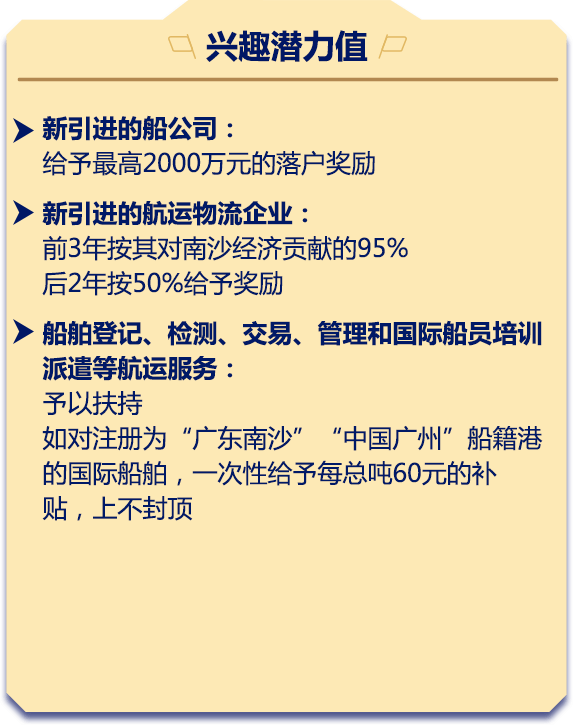 兴趣潜力值
新引进的船公司：
给予最高2000万元的落户奖励
新引进的航运物流企业：
前3年按其对南沙经济贡献的95%
后2年按50%给予奖励
船舶登记、检测、交易、管理和国际船员培训
派遣等航运服务：
予以扶持
如对注册为“广东南沙”“中国广州”船籍港
的国际船舶，一次性给予每总吨60元的补
贴，上不封顶